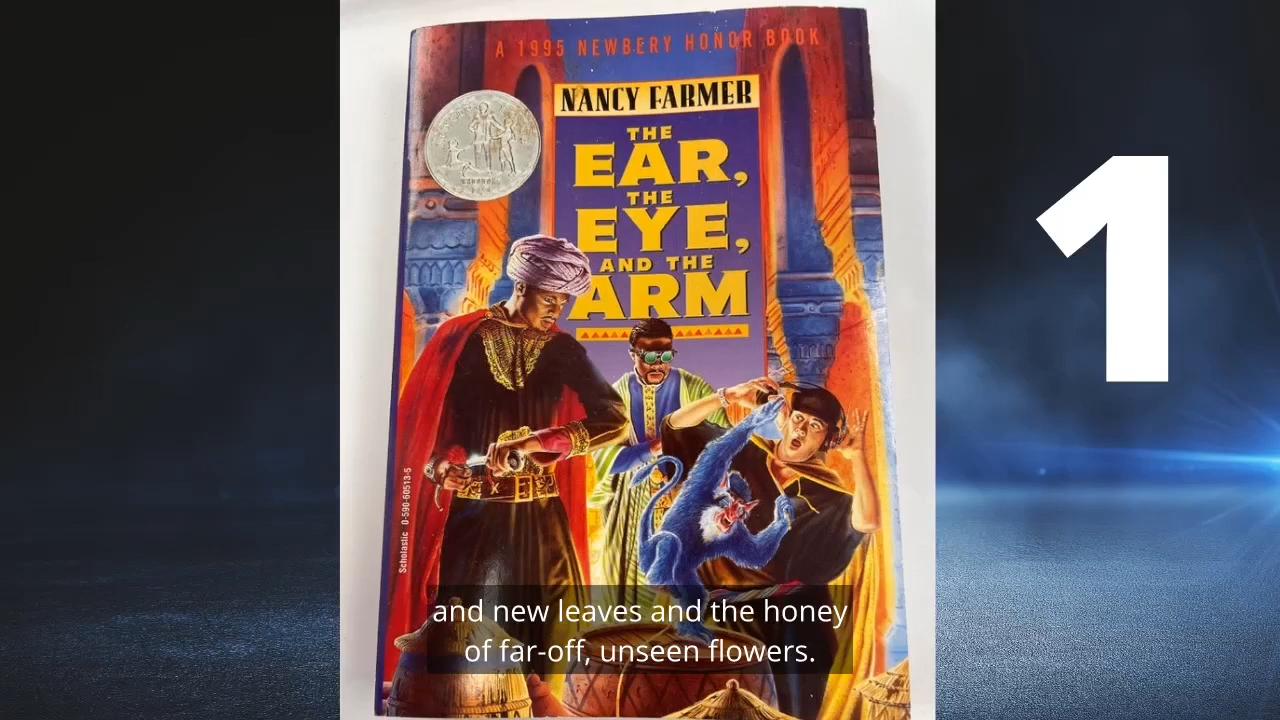 A 1995 NEWBERY HONOR BOOK
NANCY FARMER
THE
EAR,
THE
EYE,
AND THE
ARM
Scholastic 0-590-60513-5
1
and new leaves and the honey
of far-off, unseen flowers.